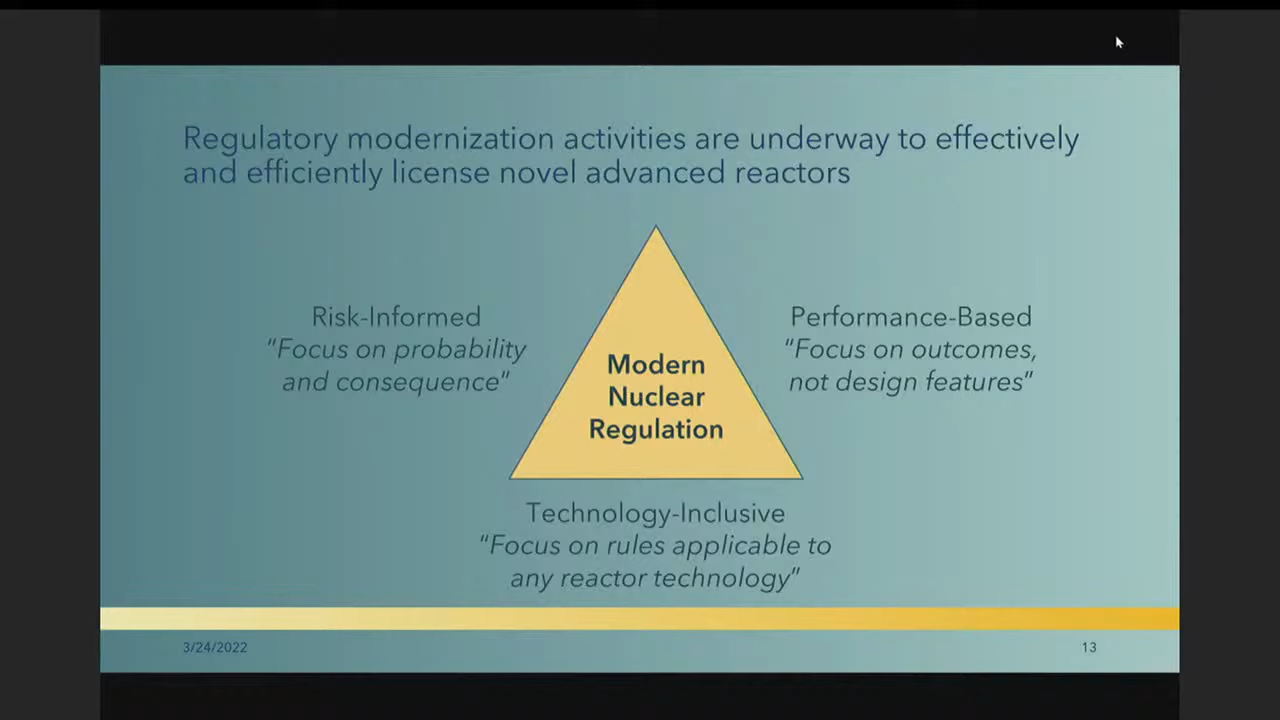 Regulatory modernization activities are underway to effectively
and efficiently license novel advanced reactors
Risk-Informed
“Focus on probability
and consequence”
Performance-Based
“Focus on outcomes,
not design features”
Modern
Nuclear
Regulation
Technology-Inclusive
“Focus on rules applicable to
any reactor technology”
3/24/2022
13